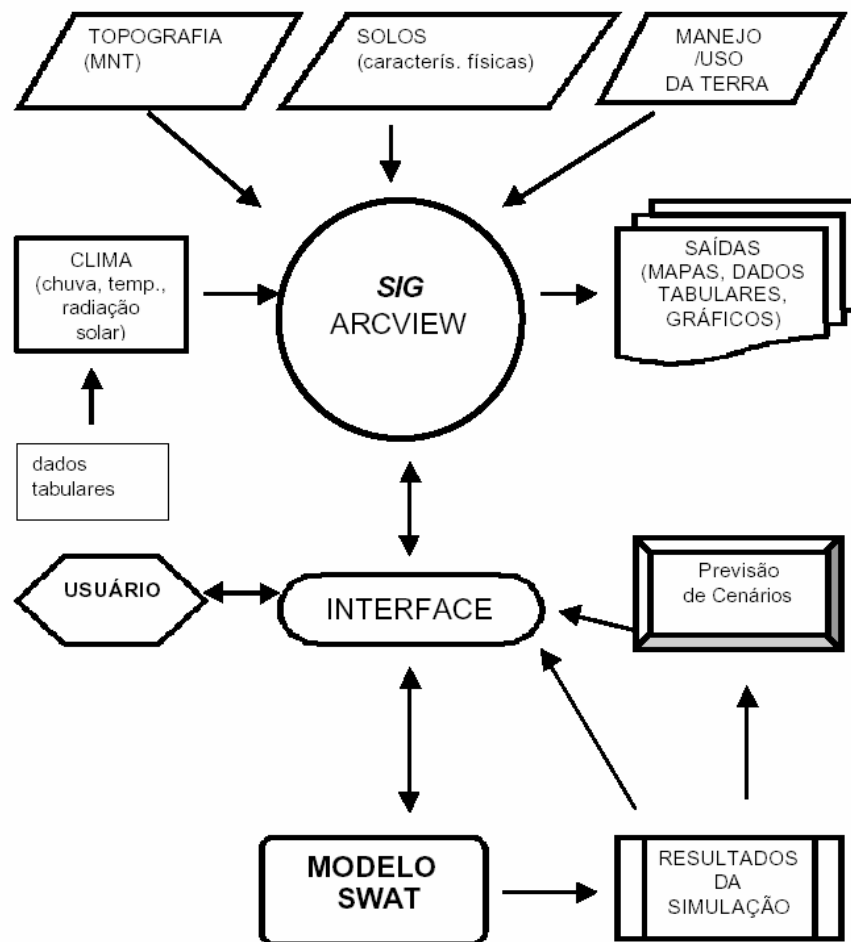 TOPOGRAFIA
(MNT)
SOLOS
(caracterís. físicas)
MANEJO
/USO
DA TERRA
CLIMA
(chuva, temp.,
radiação
solar)
SIG
ARCVIEW
SAÍDAS
(MAPAS, DADOS
TABULARES,
GRÁFICOS)
dados
tabulares
USUÁRIO
INTERFACE
Previsão
de Cenários
MODELO
SWAT
RESULTADOS
DA
SIMULAÇÃO